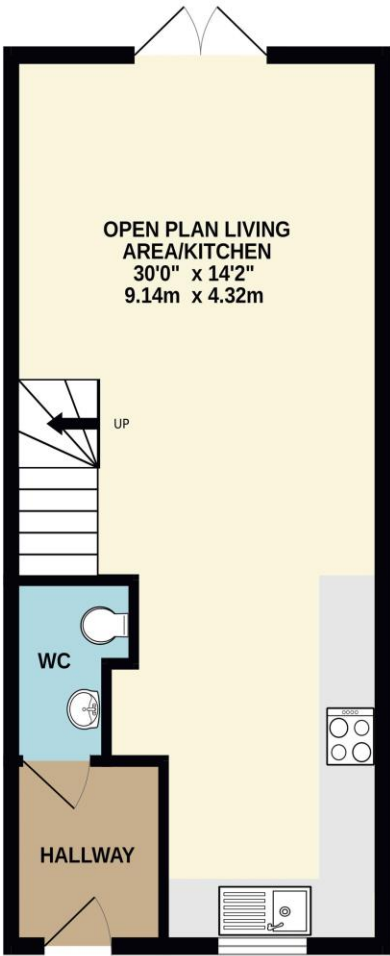 OPEN PLAN LIVING
AREA/KITCHEN
30'0" x 14'2"
9.14m x 4.32m
UP
WC
HALLWAY